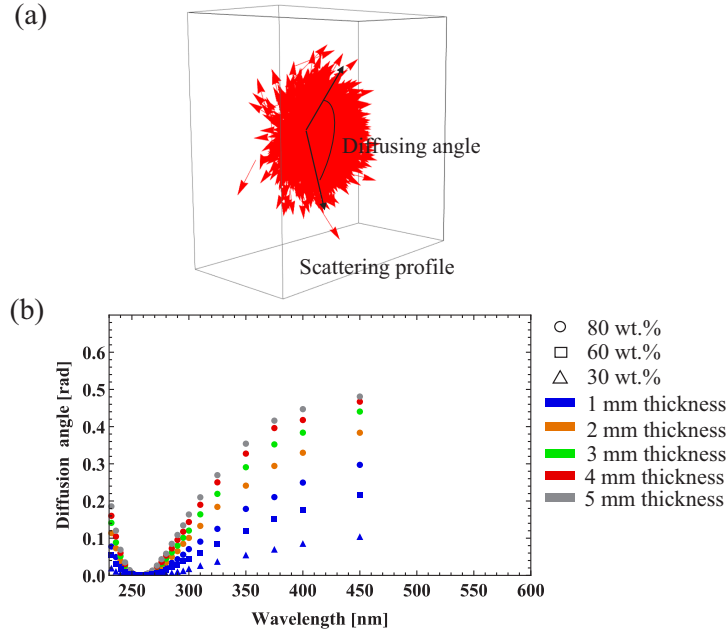 (a)
Diffusing angle
Scattering profile
(b)
Diffusion angle [rad]
0.6
0.5
0.4
0.3
0.2
0.1
0.0
250 300 350 400 450 500 550 600
Wavelength [nm]
80 wt.%
60 wt.%
30 wt.%
1 mm thickness
2 mm thickness
3 mm thickness
4 mm thickness
5 mm thickness